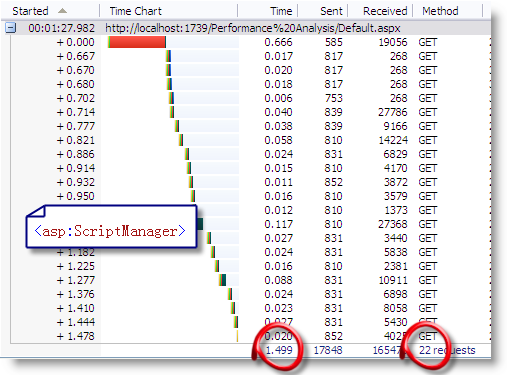 Started Time Chart Time Sent Received Method
00:01:27.982 http://localhost:1739/Performance%20Analysis/Default.aspx
+ 0.000 0.666 585 19056 GET
+ 0.667 0.017 817 268 GET
+ 0.670 0.020 817 268 GET
+ 0.680 0.018 817 268 GET
+ 0.702 0.006 753 268 GET
+ 0.714 0.040 839 27786 GET
+ 0.777 0.038 839 9166 GET
+ 0.821 0.058 810 14224 GET
+ 0.886 0.024 831 6829 GET
+ 0.914 0.015 810 4170 GET
+ 0.932 0.011 852 3872 GET
+ 0.950 0.016 810 3579 GET
0.012 810 1373 GET
0.117 810 27368 GET
<asp:ScriptManager>
0.027 831 3440 GET
+ 1.182 0.024 810 5838 GET
+ 1.225 0.016 810 2381 GET
+ 1.277 0.088 831 10911 GET
+ 1.376 0.024 831 6898 GET
+ 1.410 0.023 831 8058 GET
+ 1.444 0.027 831 5430 GET
+ 1.478 0.020 852 4025 GET
1.499 17848 22 requests